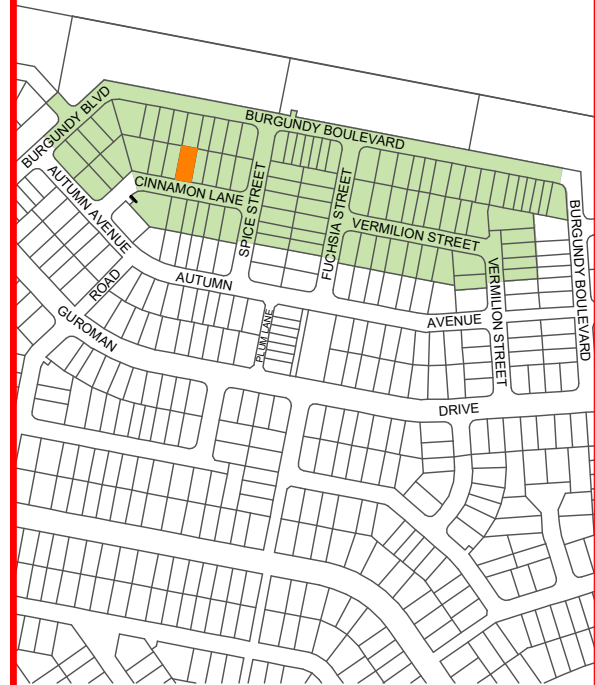 BURGUNDY BLVD
BURGUNDY BOULEVARD
CINNAMON LANE
SPICE STREET
FUCHSIA STREET
AUTUMN AVENUE
VERMILION STREET
BURGUNDY BOULEVARD
VERMILION STREET
ROAD
AUTUMN
AVENUE
PLUM LANE
GUROMAN
DRIVE